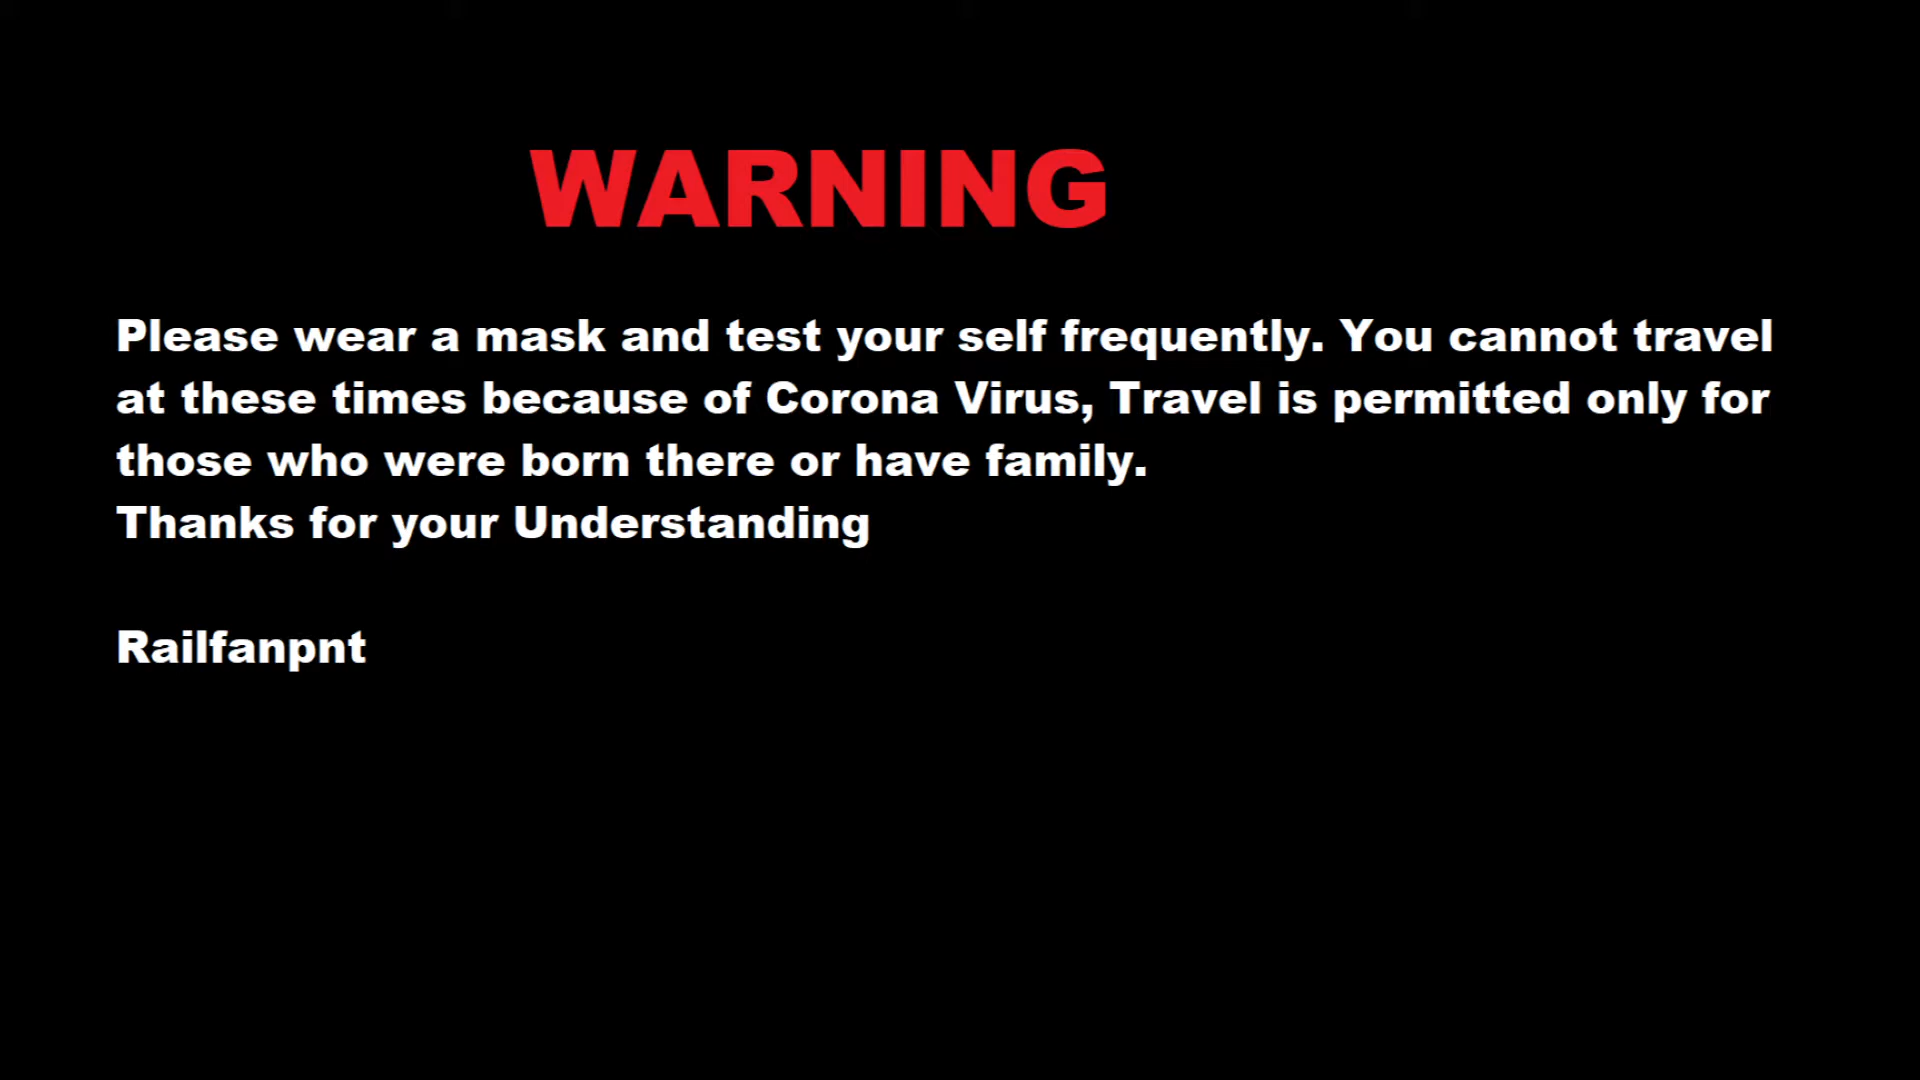 WARNING
Please wear a mask and test your self frequently. You cannot travel
at these times because of Corona Virus, Travel is permitted only for
those who were born there or have family.
Thanks for your Understanding
Railfanpnt